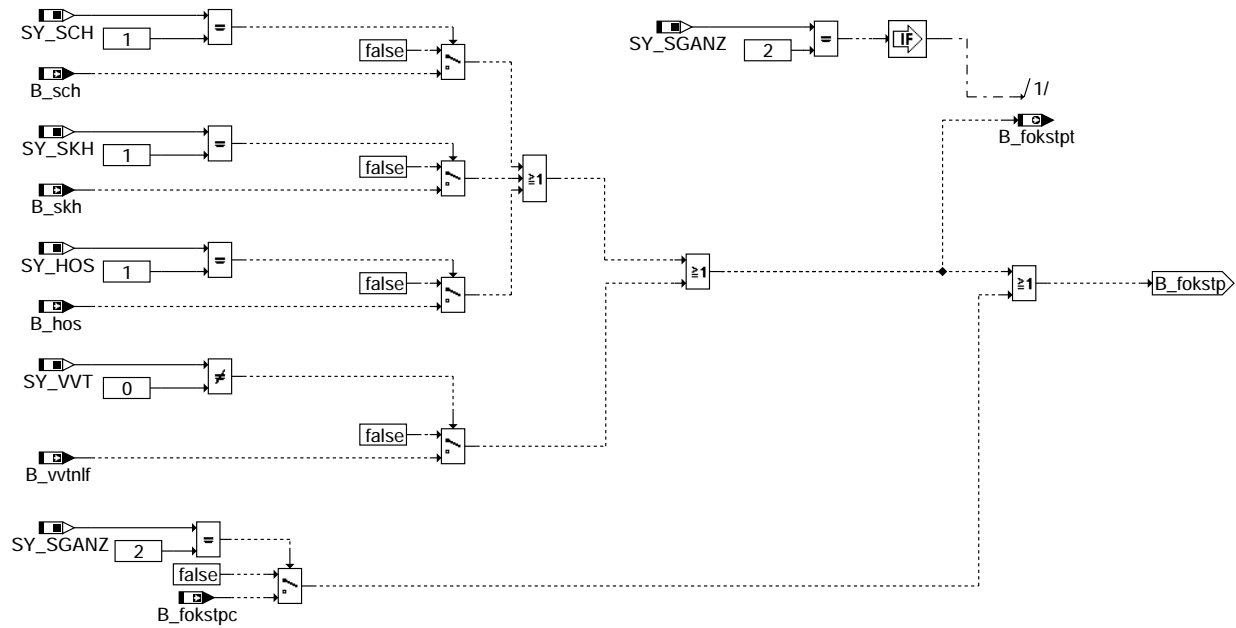 SY_SCH
1
=
false
B_sch
SY_SKH
1
=
false
B_skh
≧1
SY_HOS
1
=
false
B_hos
SY_VVT
0
≠
false
B_vvtnlf
≧1
SY_SGANZ
2
=
false
B_fokstpc
SY_SGANZ
2
=
IF
/1/
B_fokstpt
≧1
B_fokstp